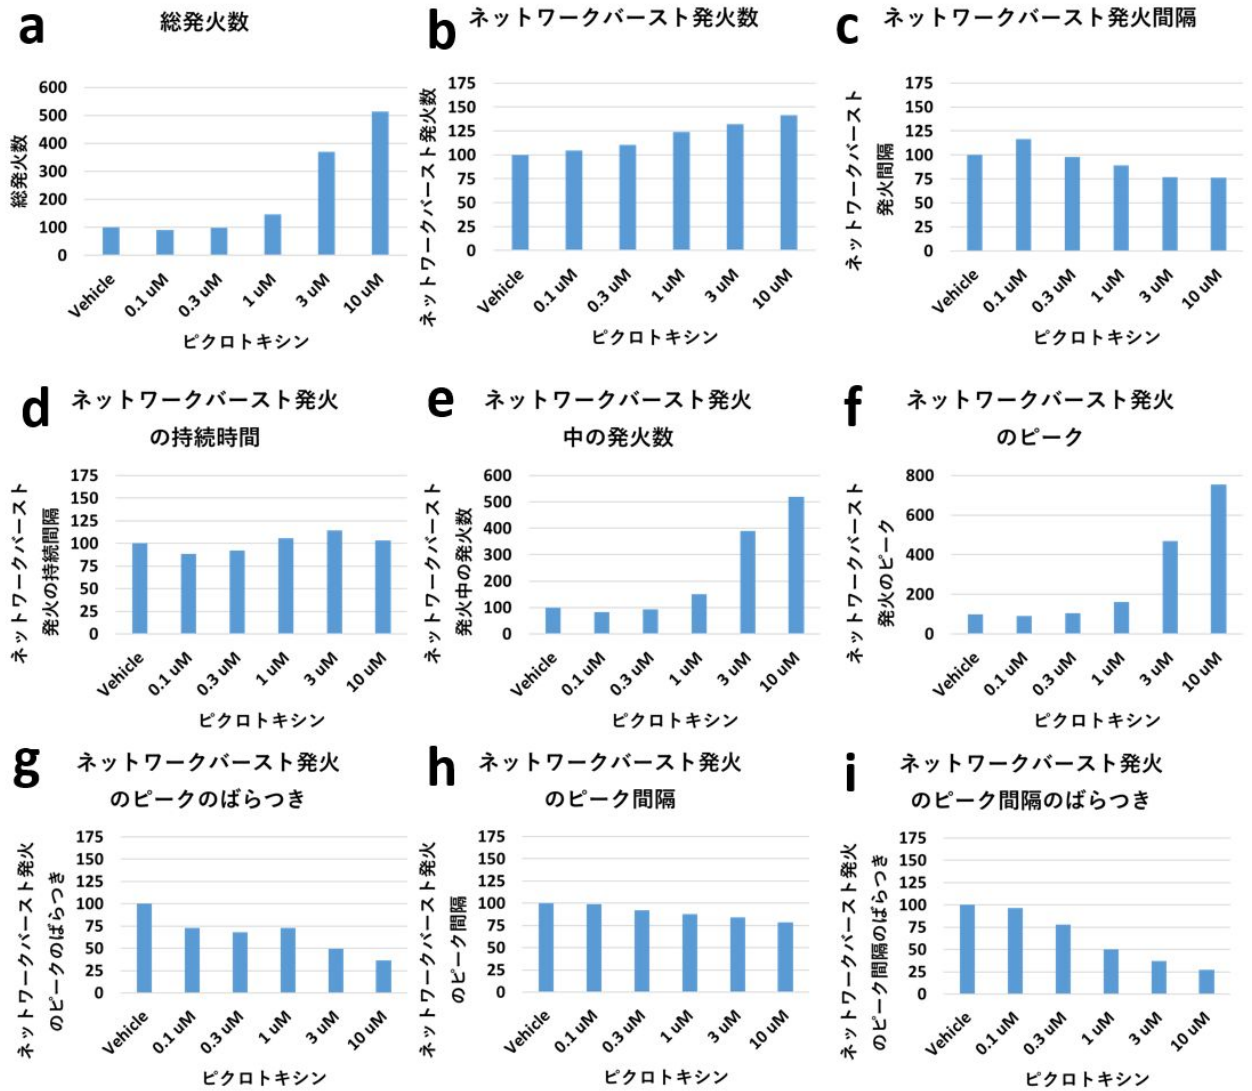 a
総発火数
総発火数
600
500
400
300
200
100
0
Vehicle
0.1 uM
0.3 uM
1 uM
3 uM
10 uM
ピクロトキシン
b
ネットワークバースト発火数
ネットワークバースト発火数
175
150
125
100
75
50
25
0
Vehicle
0.1 uM
0.3 uM
1 uM
3 uM
10 uM
ピクロトキシン
c
ネットワークバースト発火間隔
ネットワークバースト
発火間隔
175
150
125
100
75
50
25
0
Vehicle
0.1 uM
0.3 uM
1 uM
3 uM
10 uM
ピクロトキシン
d
ネットワークバースト発火
の持続時間
ネットワークバースト
発火の持続間隔
175
150
125
100
75
50
25
0
Vehicle
0.1 uM
0.3 uM
1 uM
3 uM
10 uM
ピクロトキシン
e
ネットワークバースト発火
中の発火数
ネットワークバースト
発火中の発火数
600
500
400
300
200
100
0
Vehicle
0.1 uM
0.3 uM
1 uM
3 uM
10 uM
ピクロトキシン
f
ネットワークバースト発火
のピーク
ネットワークバースト
発火のピーク
800
600
400
200
0
Vehicle
0.1 uM
0.3 uM
1 uM
3 uM
10 uM
ピクロトキシン
g
ネットワークバースト発火
のピークのばらつき
ネットワークバースト発火
のピークのばらつき
175
150
125
100
75
50
25
0
Vehicle
0.1 uM
0.3 uM
1 uM
3 uM
10 uM
ピクロトキシン
h
ネットワークバースト発火
のピーク間隔
ネットワークバースト発火
のピーク間隔
175
150
125
100
75
50
25
0
Vehicle
0.1 uM
0.3 uM
1 uM
3 uM
10 uM
ピクロトキシン
i
ネットワークバースト発火
のピーク間隔のばらつき
ネットワークバースト発火
のピーク間隔のばらつき
175
150
125
100
75
50
25
0
Vehicle
0.1 uM
0.3 uM
1 uM
3 uM
10 uM
ピクロトキシン